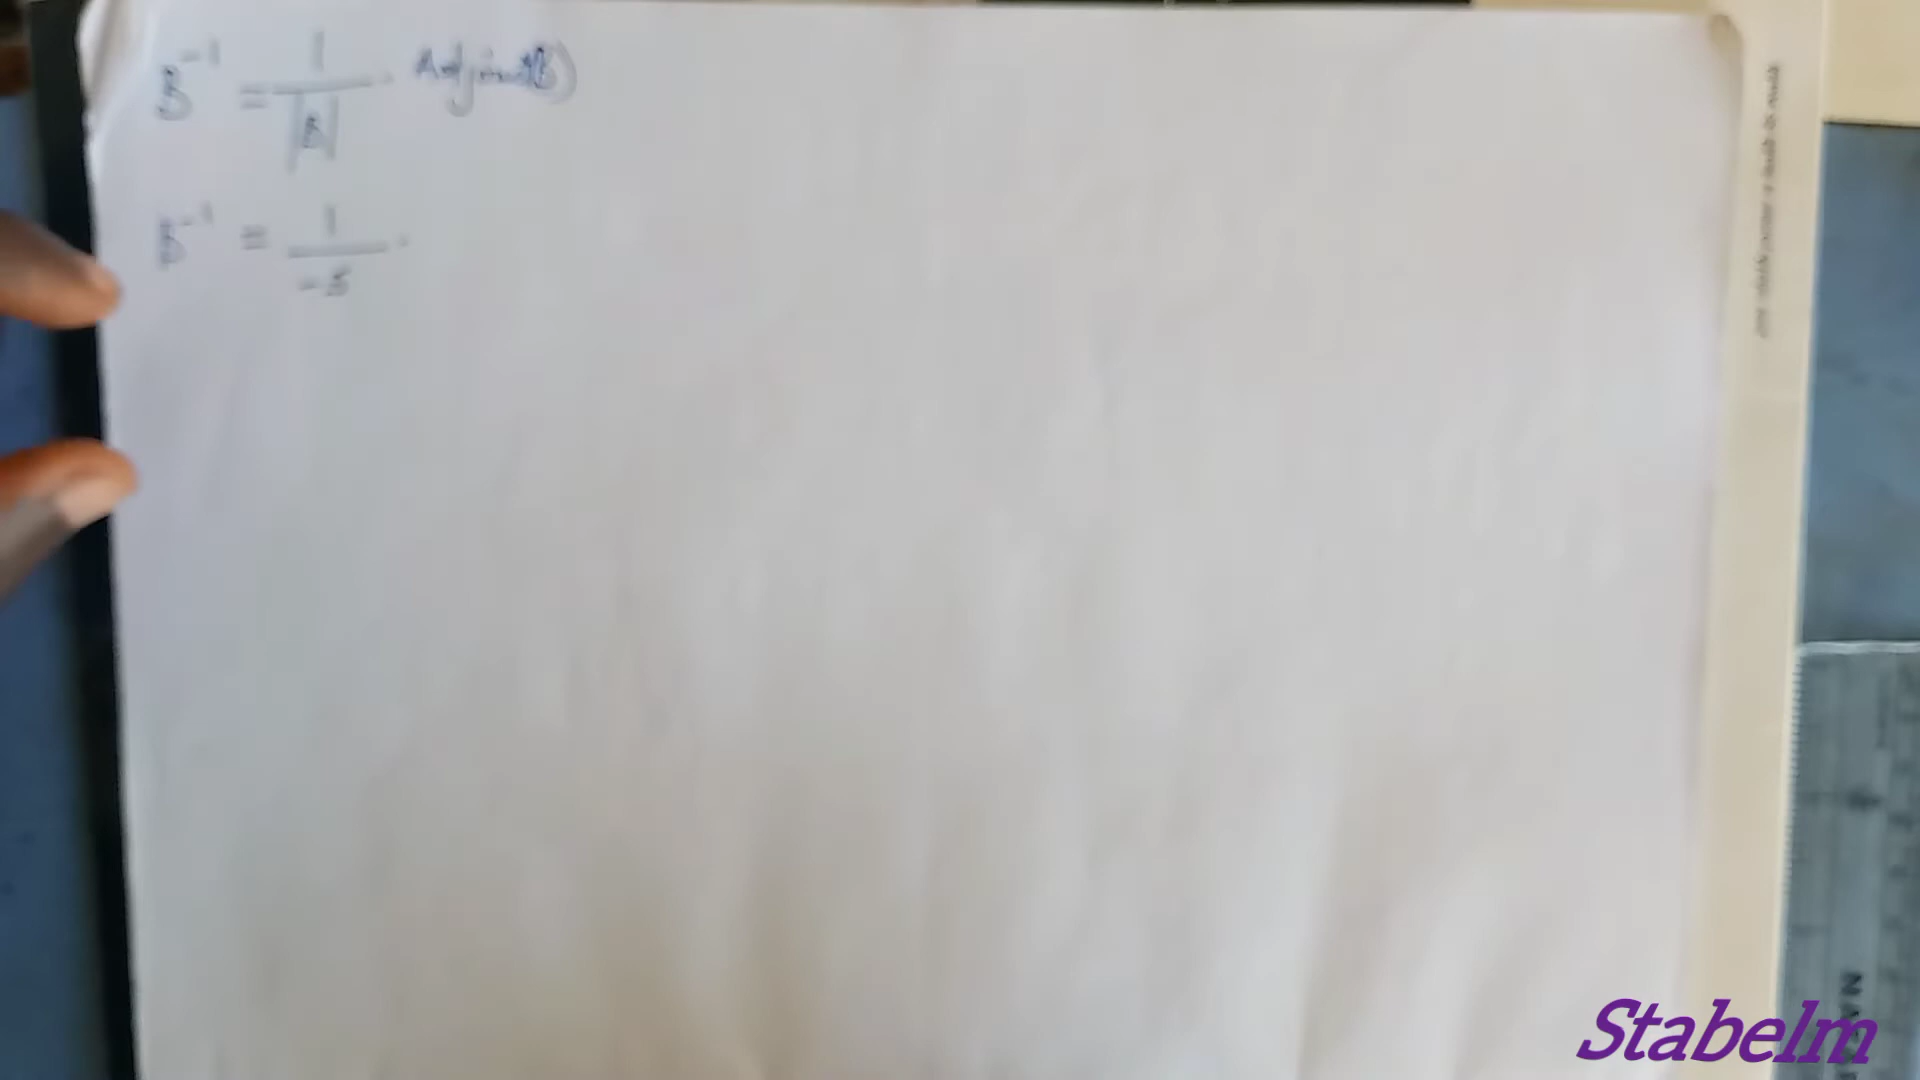 B⁻¹ = 1/|B| · Adjoint(B)
B⁻¹ = 1/-5 ·
Stabelm